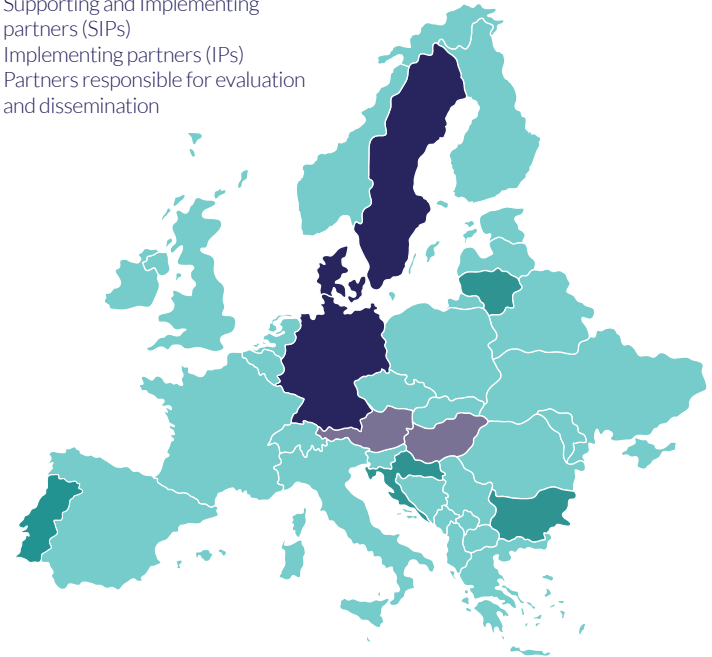 Supporting and Implementing
partners (SIPs)
Implementing partners (IPs)
Partners responsible for evaluation
and dissemination